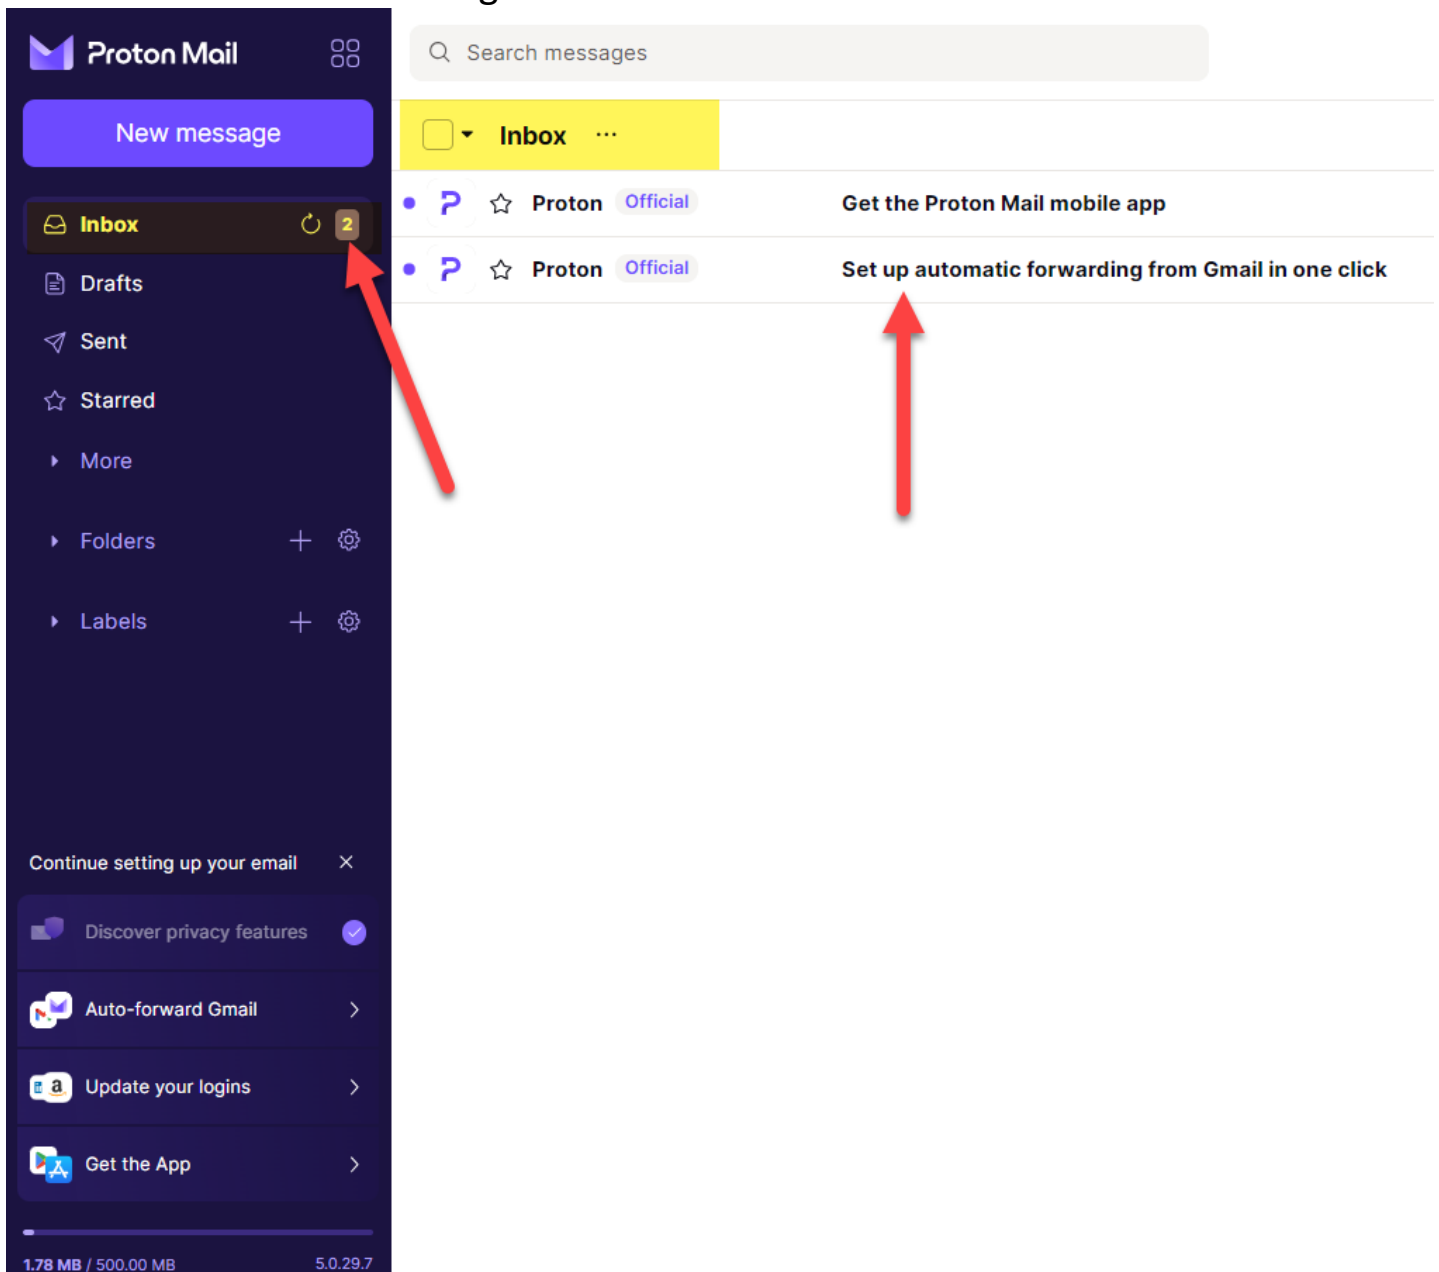 Proton Mail
Search messages
New message
Inbox ...
Inbox 2
Proton Official Get the Proton Mail mobile app
Proton Official Set up automatic forwarding from Gmail in one click
Drafts
Sent
Starred
More
Folders
Labels
Continue setting up your email
Discover privacy features
Auto-forward Gmail
Update your logins
Get the App
1.78 MB / 500.00 MB 5.0.29.7